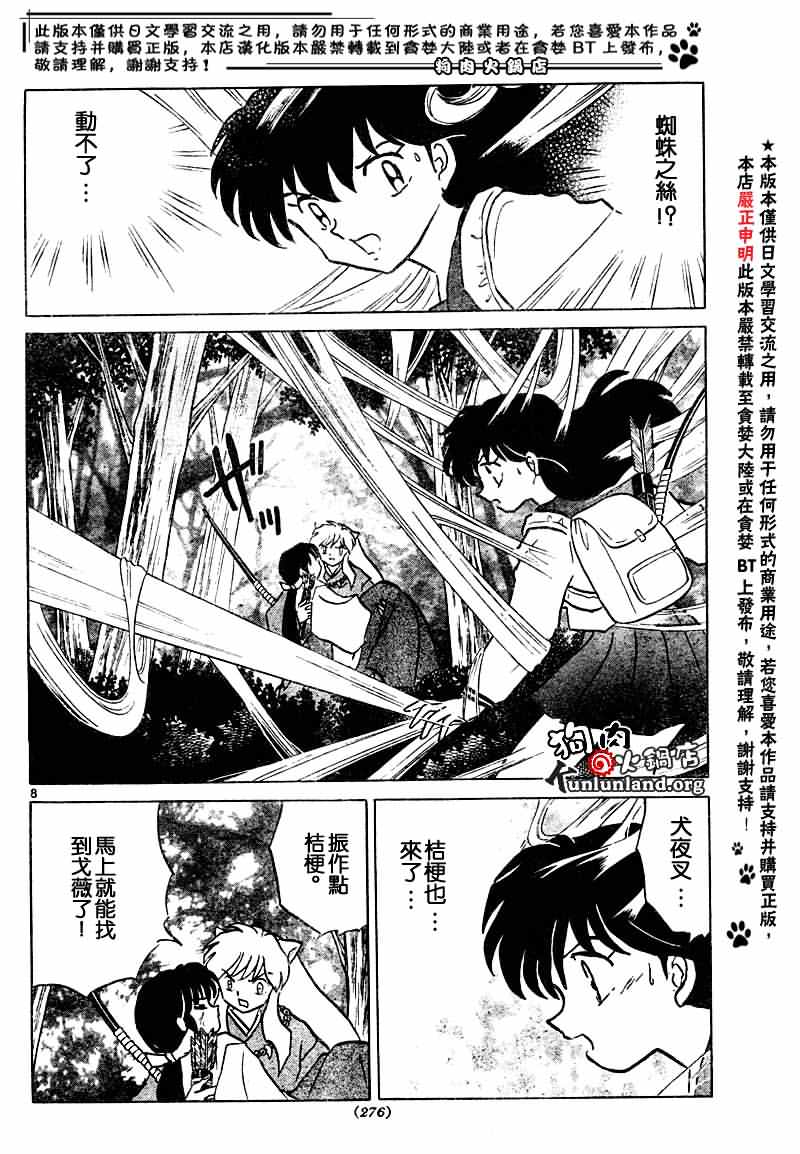 此版本僅供日文學習交流之用，請勿用于任何形式的商業用途，若您喜愛本作品
請支持并購買正版，本店漢化版本嚴禁轉載到貪婪大陸或者在貪婪 BT 上發布，
敬請理解，謝謝支持！
狗肉火鍋店
★本版本僅供日文學習交流之用，請勿用于任何形式的商業用途，若您喜愛本作品請支持并購買正版，
本店嚴正申明此版本嚴禁轉載至貪婪大陸或在貪婪 BT 上發布，敬請理解，謝謝支持！
蜘蛛之絲!?
動不了…
狗肉
火鍋店
unlunland.org
8
犬夜叉…
桔梗也
來了…
振作點
桔梗。
馬上就能找
到戈薇了！
(276)